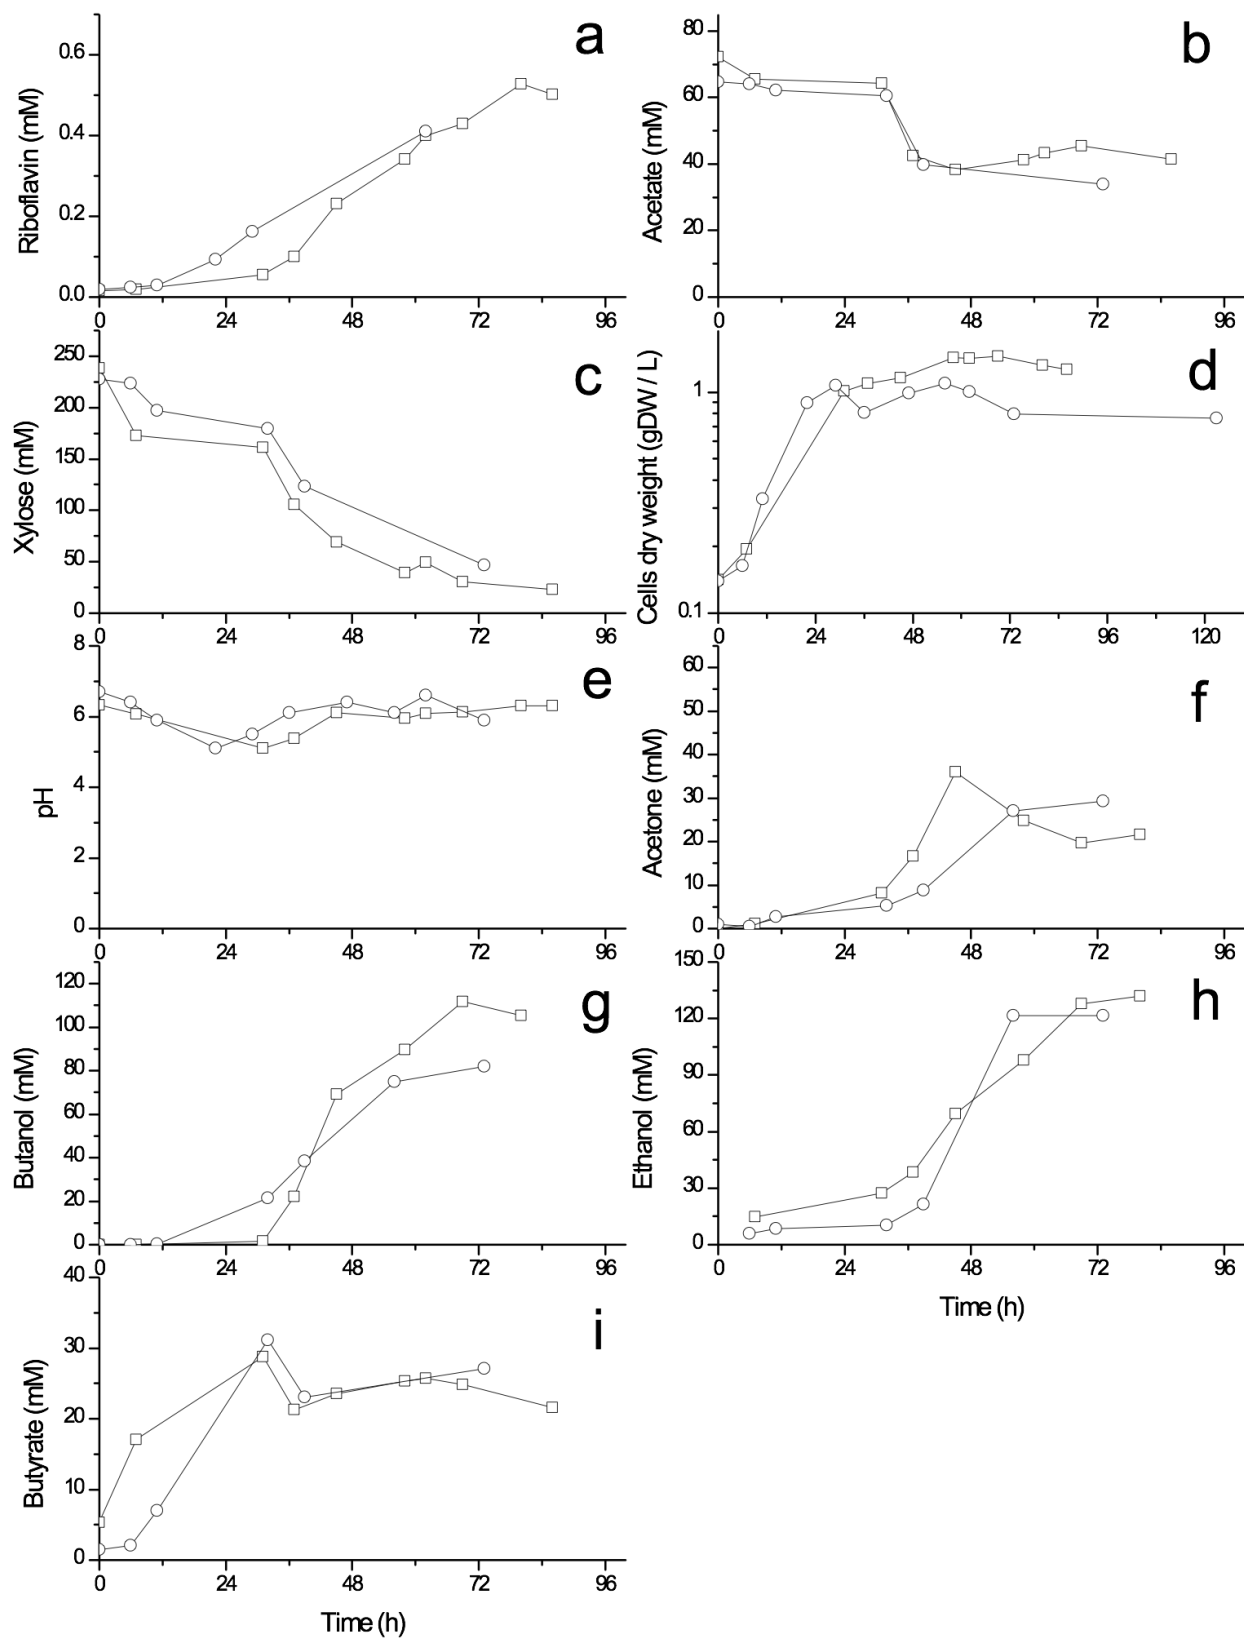 a
Riboflavin (mM)
0.6
0.4
0.2
0.0
0 24 48 72 96
b
Acetate (mM)
80
60
40
20
0
0 24 48 72 96
c
Xylose (mM)
250
200
150
100
50
0
0 24 48 72 96
d
Cells dry weight (gDW / L)
1
0.1
0 24 48 72 96 120
e
pH
8
6
4
2
0
0 24 48 72 96
f
Acetone (mM)
60
50
40
30
20
10
0
0 24 48 72 96
g
Butanol (mM)
120
100
80
60
40
20
0
0 24 48 72 96
h
Ethanol (mM)
150
120
90
60
30
0
0 24 48 72 96
Time (h)
i
Butyrate (mM)
40
30
20
10
0
0 24 48 72 96
Time (h)